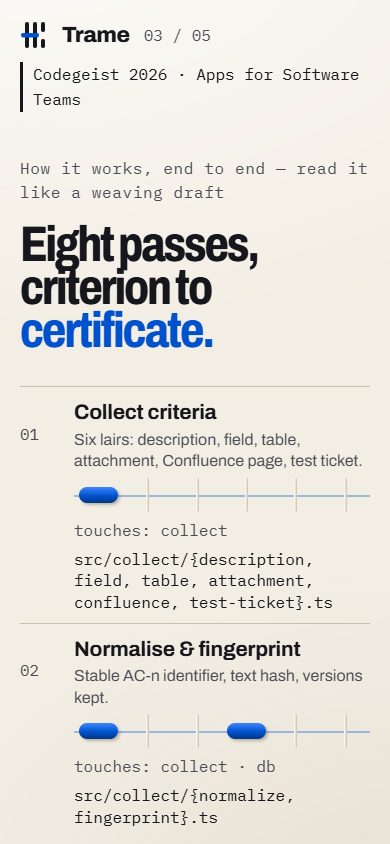 Trame 03 / 05
Codegeist 2026 · Apps for Software
Teams
How it works, end to end — read it
like a weaving draft
Eight passes,
criterion to
certificate.
01
Collect criteria
Six lairs: description, field, table,
attachment, Confluence page, test ticket.
touches: collect
src/collect/{description,
field, table, attachment,
confluence, test-ticket}.ts
02
Normalise & fingerprint
Stable AC-n identifier, text hash, versions
kept.
touches: collect · db
src/collect/{normalize,
fingerprint}.ts